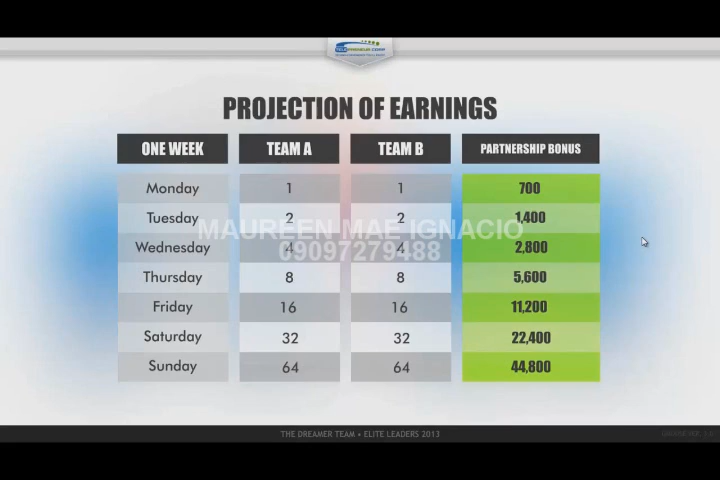 TELEPRENEUR CORP
PROJECTION OF EARNINGS
ONE WEEK TEAM A TEAM B PARTNERSHIP BONUS
Monday 1 1 700
Tuesday 2 2 1,400
MAUREEN MAE IGNACIO
Wednesday 4 4 2,800
09097279488
Thursday 8 8 5,600
Friday 16 16 11,200
Saturday 32 32 22,400
Sunday 64 64 44,800
THE DREAMER TEAM • ELITE LEADERS 2013